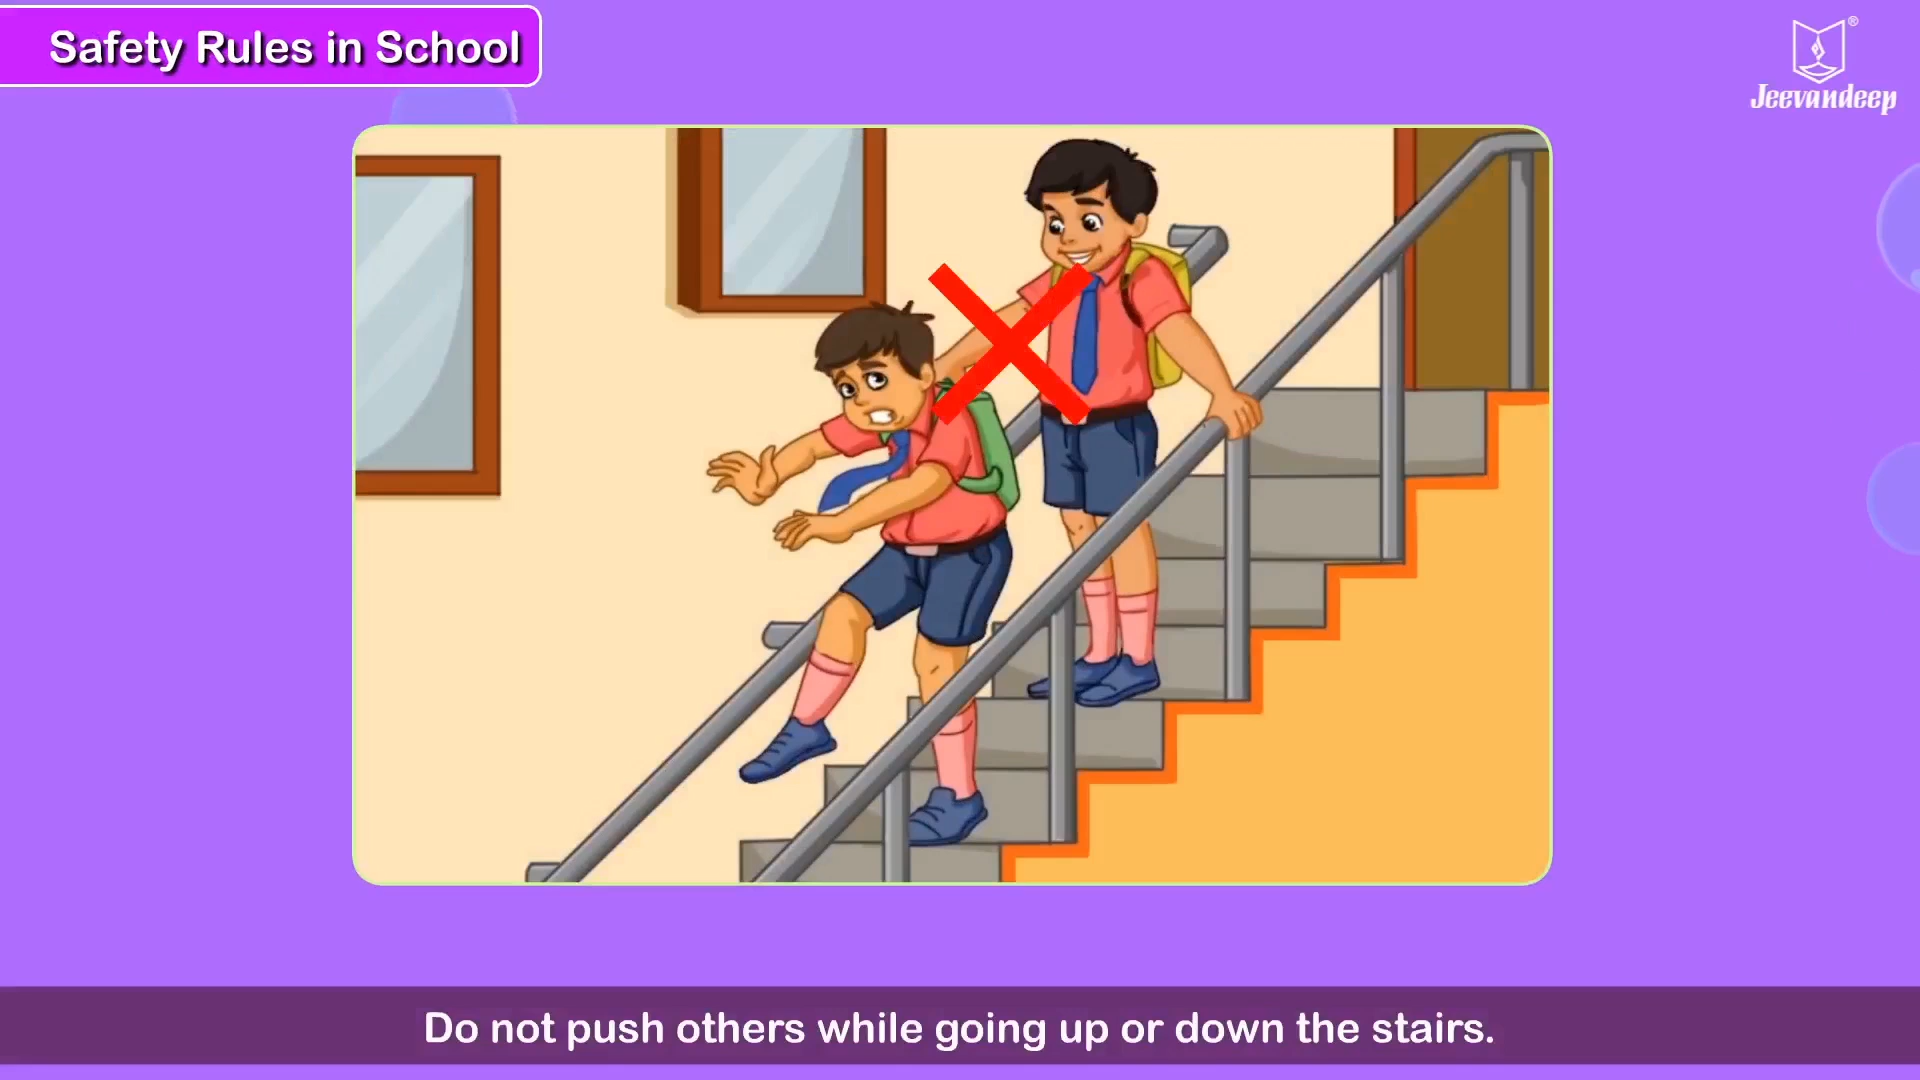 Safety Rules in School
®
Jeevandeep
Do not push others while going up or down the stairs.